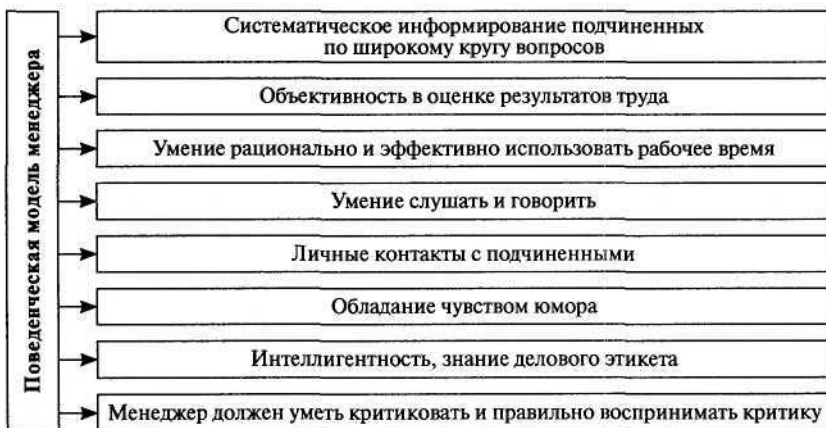 Поведенческая модель менеджера
Систематическое информирование подчиненных
по широкому кругу вопросов
Объективность в оценке результатов труда
Умение рационально и эффективно использовать рабочее время
Умение слушать и говорить
Личные контакты с подчиненными
Обладание чувством юмора
Интеллигентность, знание делового этикета
Менеджер должен уметь критиковать и правильно воспринимать критику